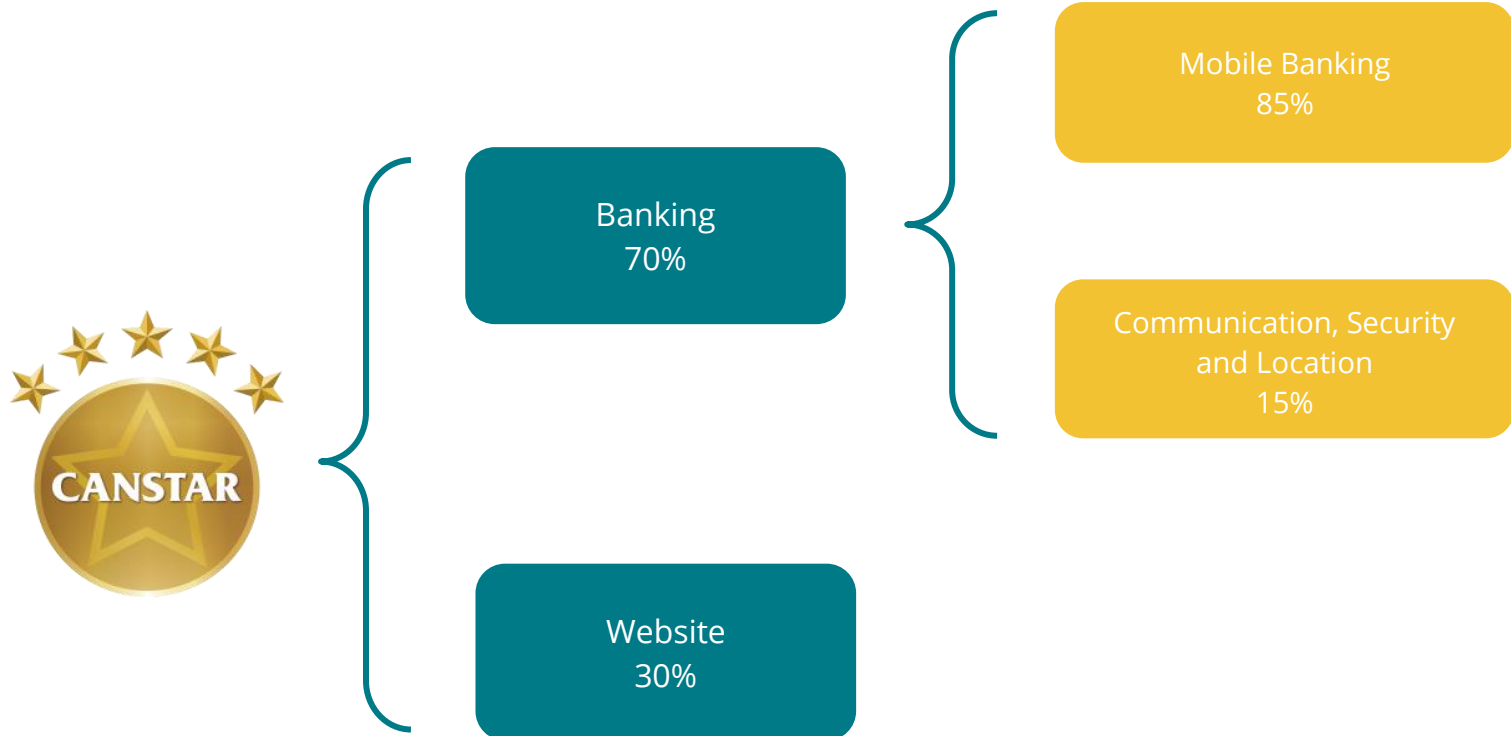 CANSTAR
Banking
70%
Website
30%
Mobile Banking
85%
Communication, Security
and Location
15%